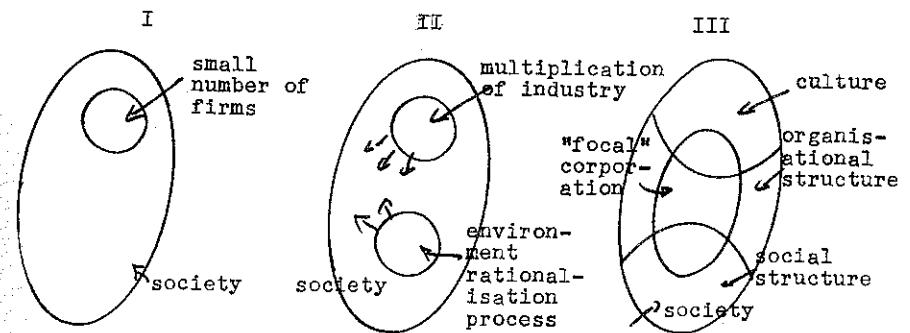 I
small
number of
firms
society
II
multiplication
of industry
environ-
ment
rational-
isation
process
society
III
culture
organis-
ational
structure
"focal"
corpor-
ation
social
structure
society